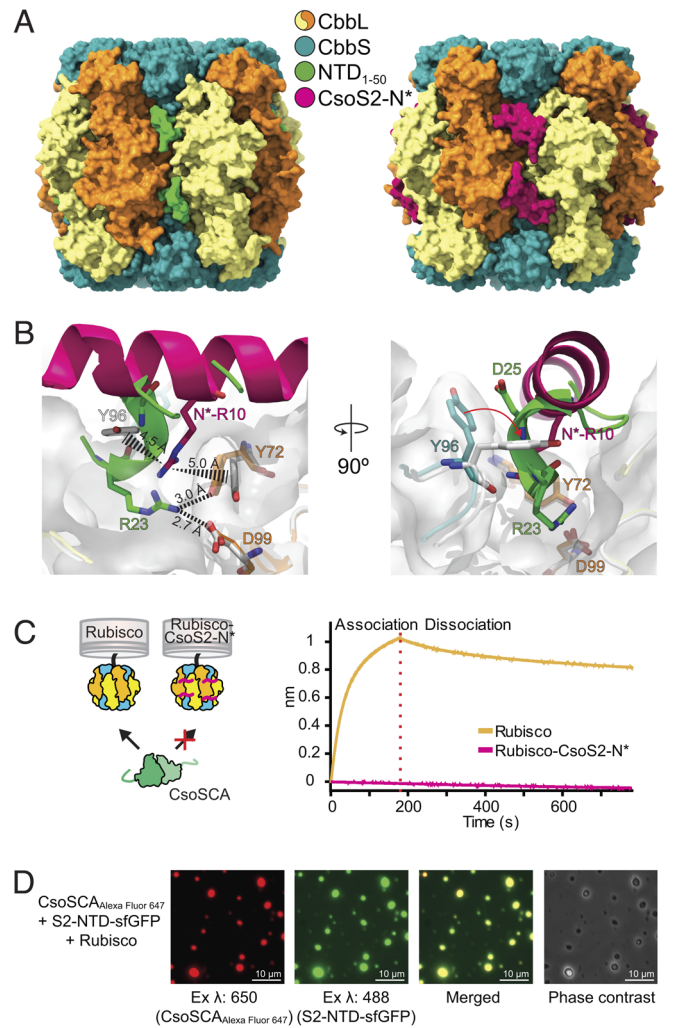 A
CbbL
CbbS
NTD1-50
CsoS2-N*
B
Y96
4.5 Å
N*-R10
5.0 Å
Y72
3.0 Å
R23
2.7 Å
D99
90º
D25
N*-R10
Y96
Y72
R23
D99
C
Rubisco
Rubisco-
CsoS2-N*
CsoSCA
Association Dissociation
nm
1
0.8
0.6
0.4
0.2
0
Rubisco
Rubisco-CsoS2-N*
0 200 400 600
Time (s)
D
CsoSCAAlexa Fluor 647
+ S2-NTD-sfGFP
+ Rubisco
10 µm
10 µm
10 µm
10 µm
Ex λ: 650
(CsoSCAAlexa Fluor 647)
Ex λ: 488
(S2-NTD-sfGFP)
Merged
Phase contrast